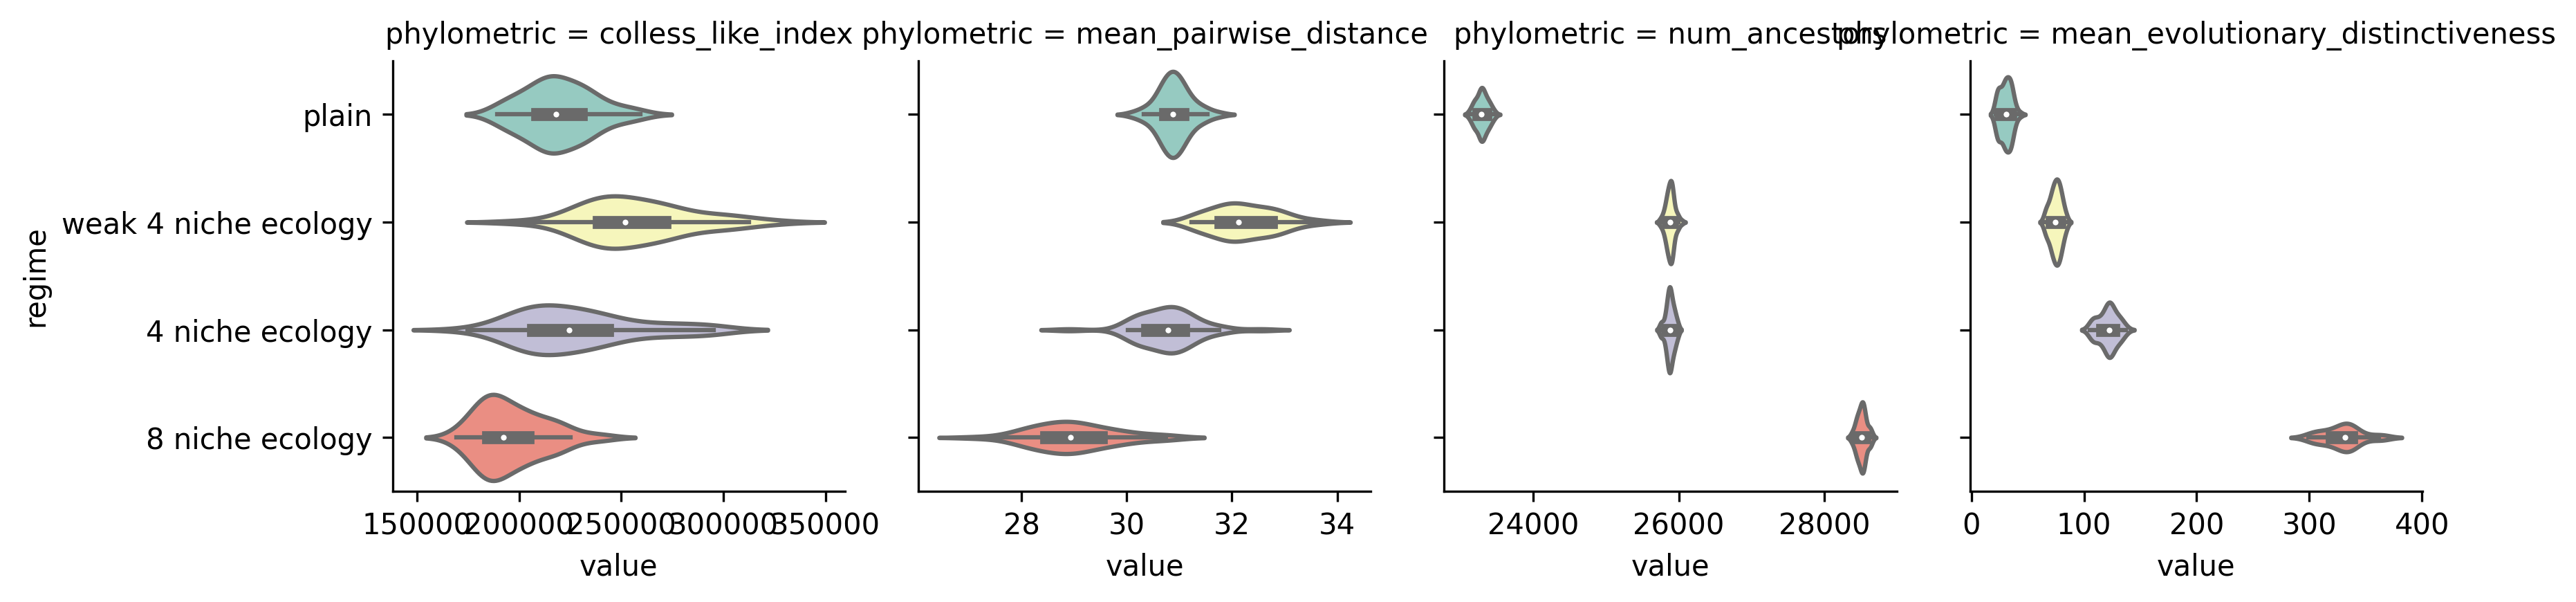 phylometric = colless_like_index
phylometric = mean_pairwise_distance
phylometric = num_ancestors
phylometric = mean_evolutionary_distinctiveness
regime
plain
weak 4 niche ecology
4 niche ecology
8 niche ecology
150000 200000 250000 300000 350000
28 30 32 34
24000 26000 28000
0 100 200 300 400
value
value
value
value